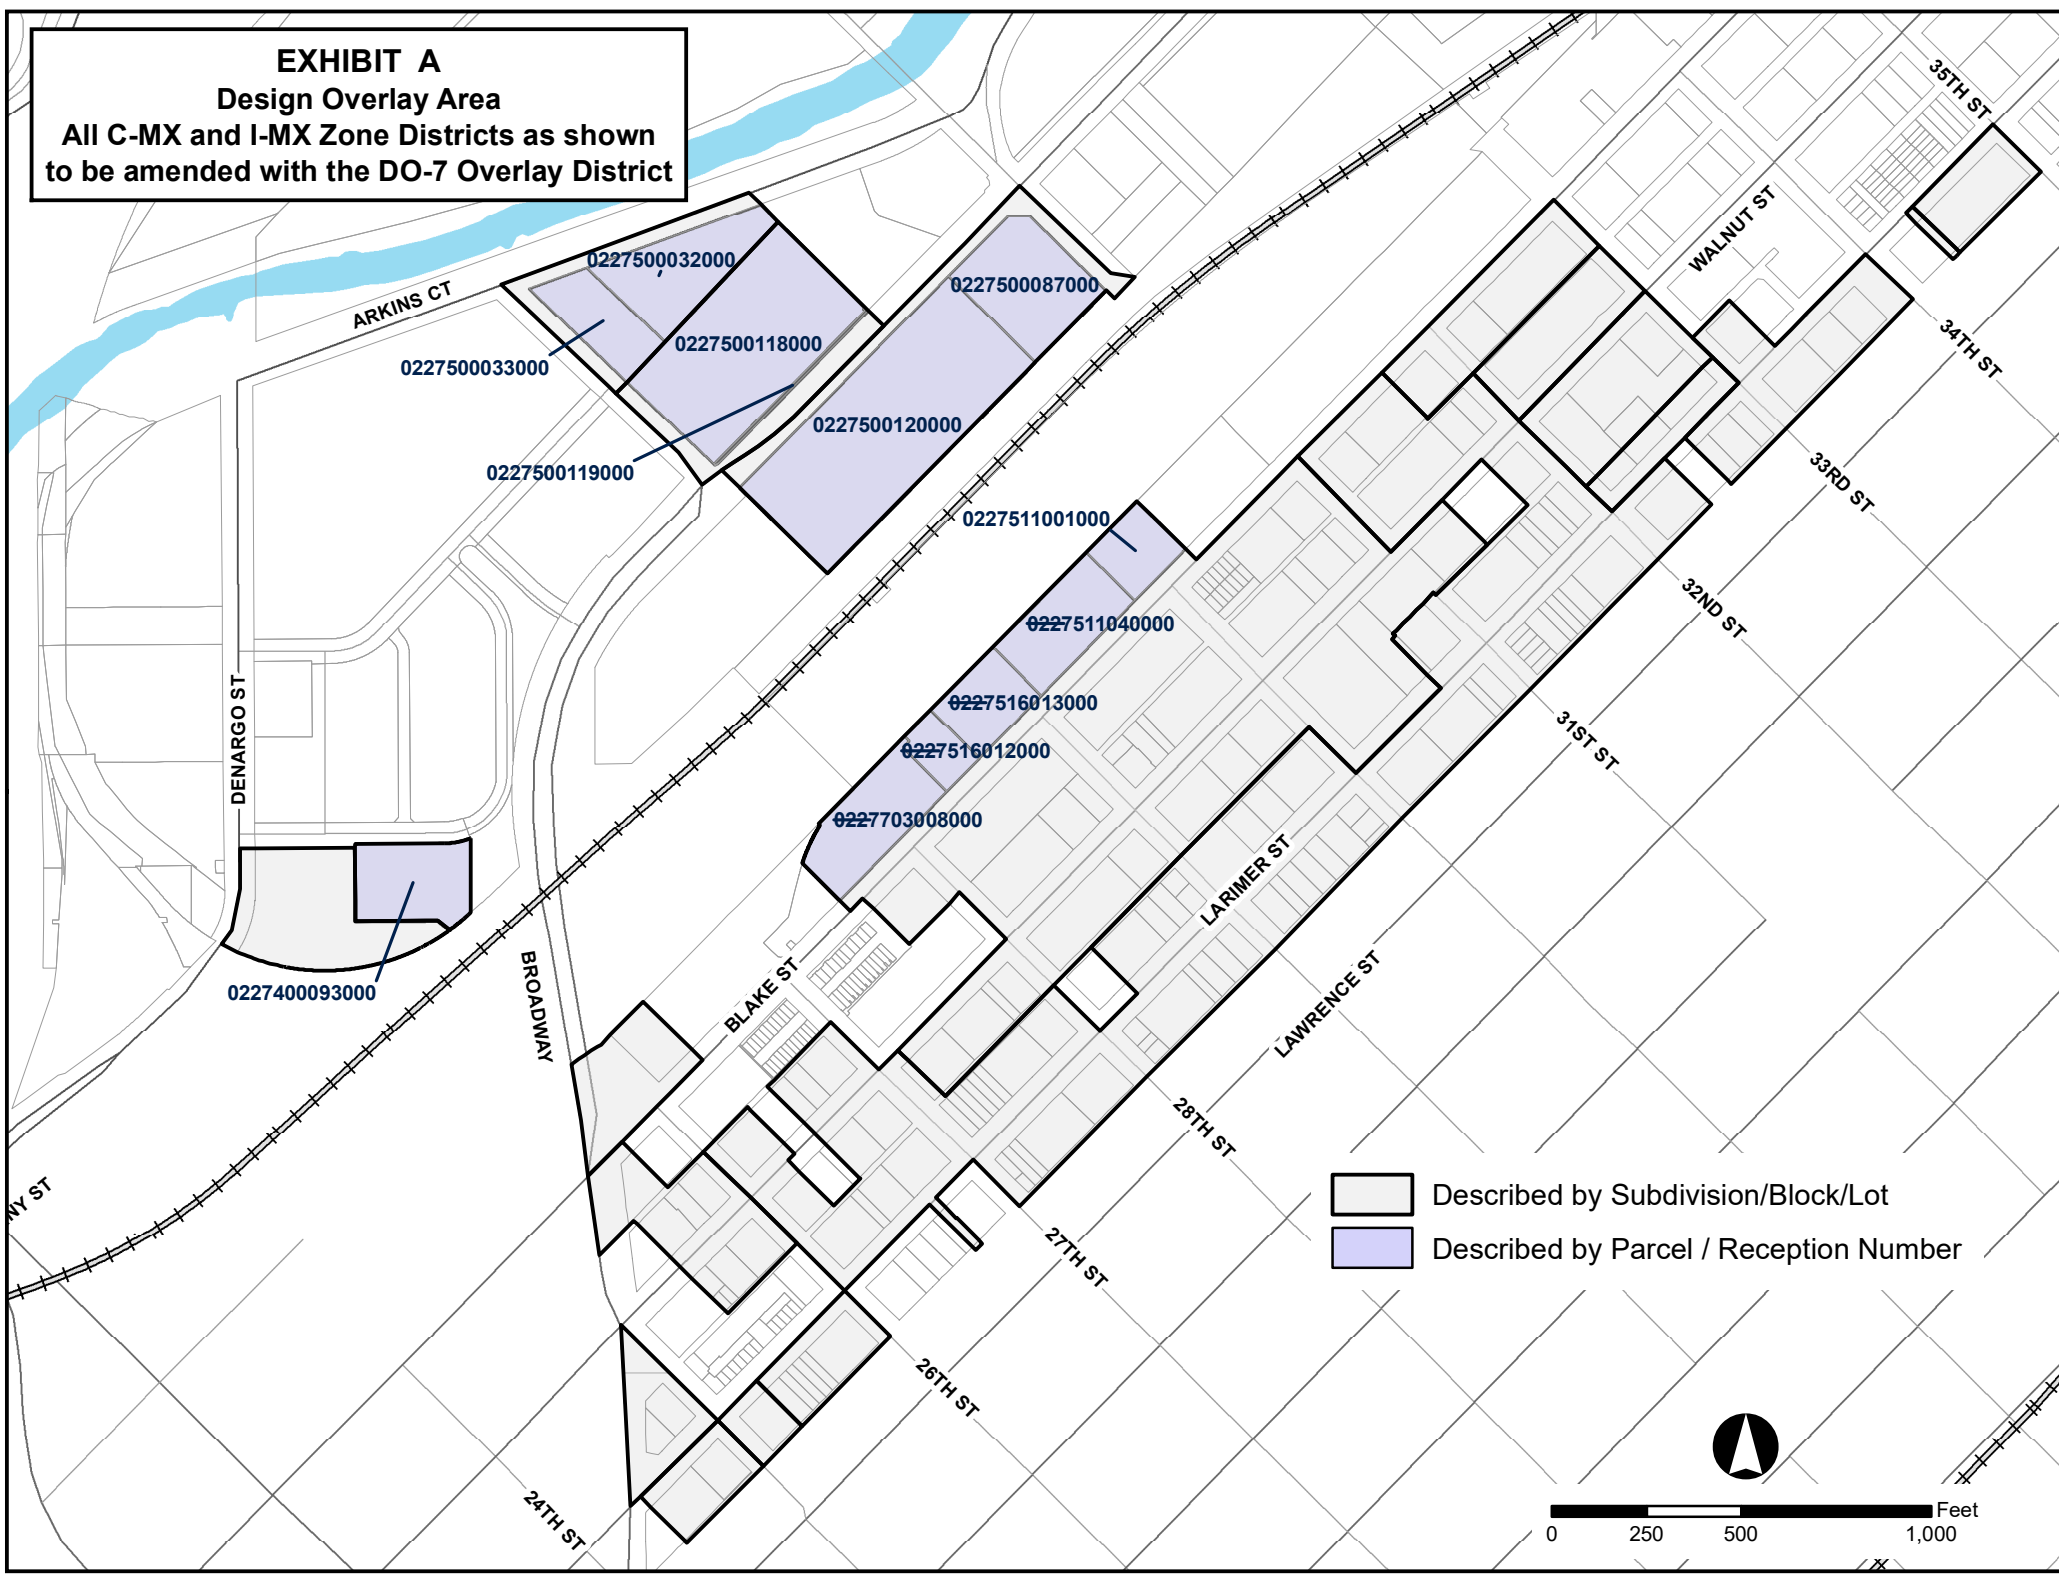 EXHIBIT A
Design Overlay Area
All C-MX and I-MX Zone Districts as shown
to be amended with the DO-7 Overlay District
35TH ST
WALNUT ST
0227500032000
0227500087000
ARKINS CT
0227500118000
0227500033000
34TH ST
0227500120000
0227500119000
33RD ST
0227511001000
32ND ST
0227511040000
0227516013000
31ST ST
DENARGO ST
0227516012000
0227703008000
LARIMER ST
0227400093000
BROADWAY
BLAKE ST
LAWRENCE ST
28TH ST
NY ST
Described by Subdivision/Block/Lot
Described by Parcel / Reception Number
27TH ST
26TH ST
24TH ST
Feet
0 250 500 1,000